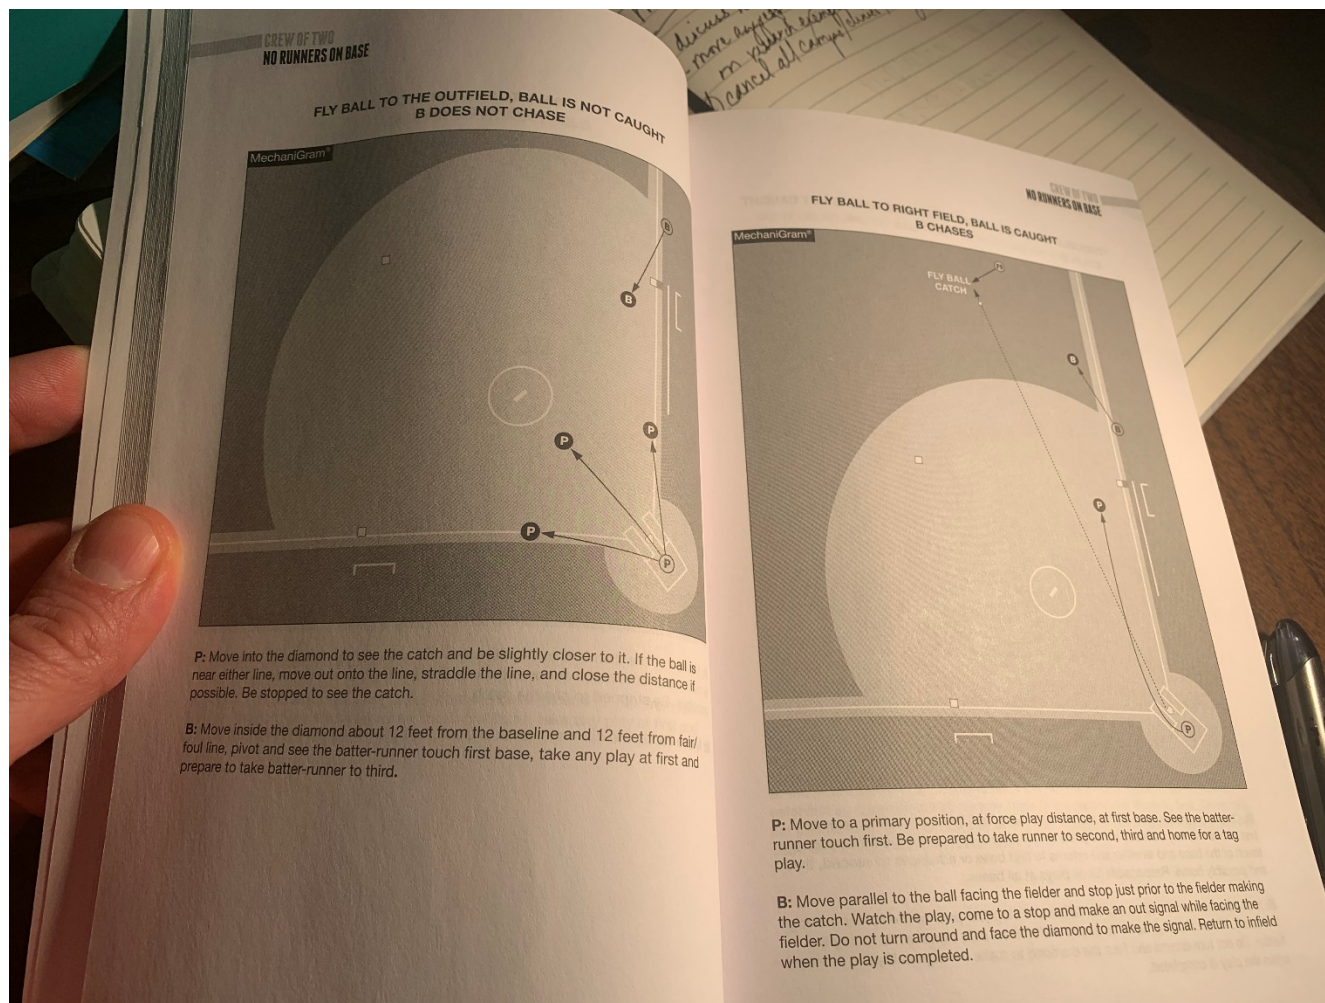 CREW OF TWO
NO RUNNERS ON BASE
FLY BALL TO THE OUTFIELD, BALL IS NOT CAUGHT
B DOES NOT CHASE
MechaniGram®
B
B
P
P
P
P
P: Move into the diamond to see the catch and be slightly closer to it. If the ball is
near either line, move out onto the line, straddle the line, and close the distance if
possible. Be stopped to see the catch.
B: Move inside the diamond about 12 feet from the baseline and 12 feet from fair/
foul line, pivot and see the batter-runner touch first base, take any play at first and
prepare to take batter-runner to third.
discuss
more
on
cancel all camps/
CREW OF TWO
NO RUNNERS ON BASE
FLY BALL TO RIGHT FIELD, BALL IS CAUGHT
B CHASES
MechaniGram®
FLY BALL
CATCH
B
B
P
P
P: Move to a primary position, at force play distance, at first base. See the batter-
runner touch first. Be prepared to take runner to second, third and home for a tag
play.
B: Move parallel to the ball facing the fielder and stop just prior to the fielder making
the catch. Watch the play, come to a stop and make an out signal while facing the
fielder. Do not turn around and face the diamond to make the signal. Return to infield
when the play is completed.